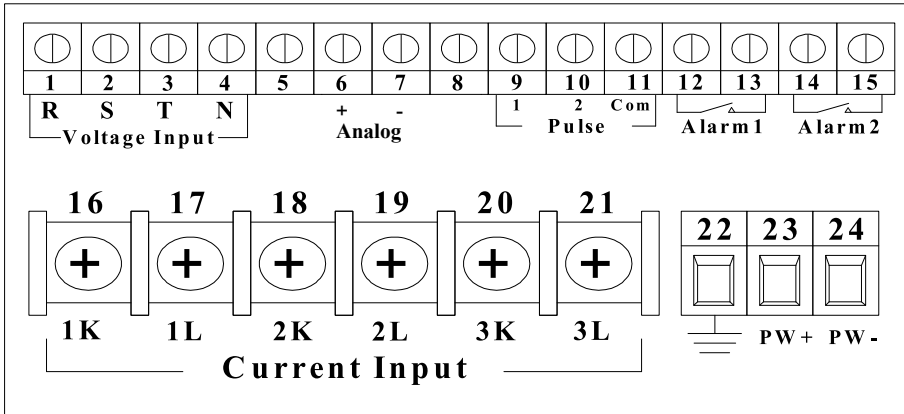 1 2 3 4 5 6 7 8 9 10 11 12 13 14 15
R S T N + - 1 2 Com
Voltage Input Analog Pulse Alarm1 Alarm2
16 17 18 19 20 21
22 23 24
1K 1L 2K 2L 3K 3L
PW+ PW-
Current Input